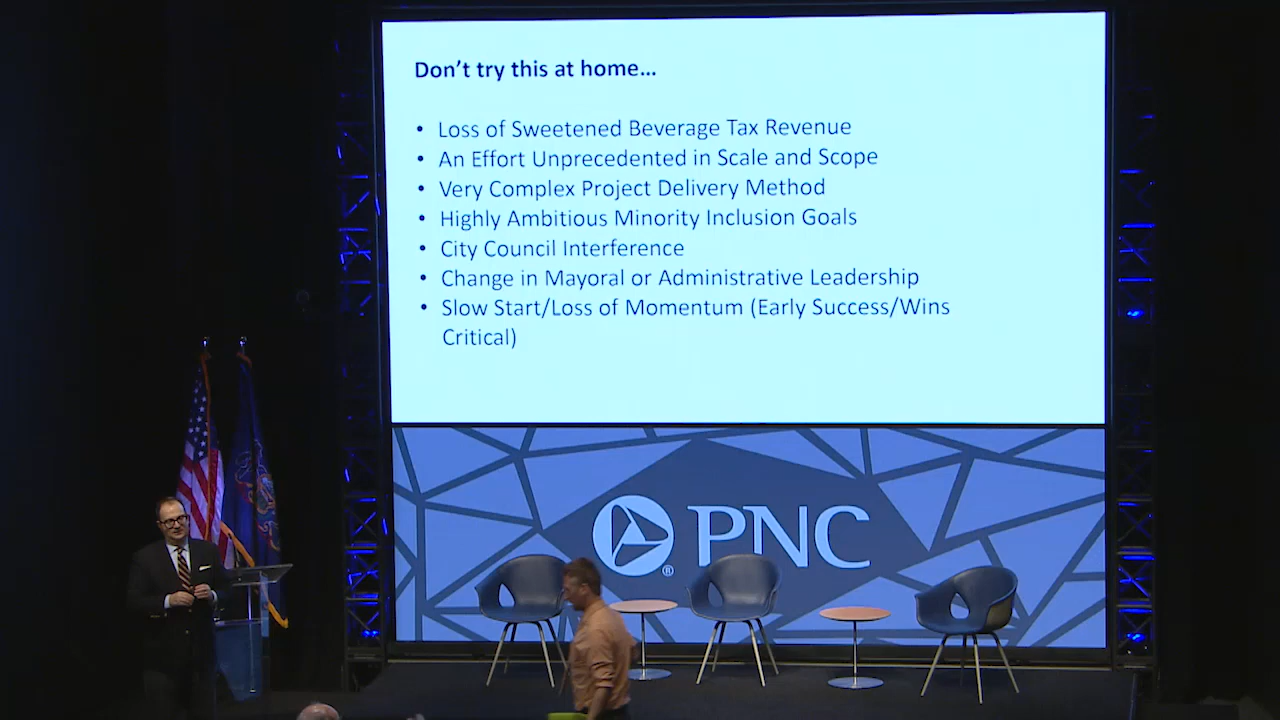 Don't try this at home...
• Loss of Sweetened Beverage Tax Revenue
• An Effort Unprecedented in Scale and Scope
• Very Complex Project Delivery Method
• Highly Ambitious Minority Inclusion Goals
• City Council Interference
• Change in Mayoral or Administrative Leadership
• Slow Start/Loss of Momentum (Early Success/Wins
Critical)
PNC
®